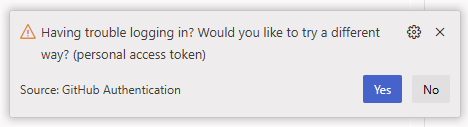 Having trouble logging in? Would you like to try a different
way? (personal access token)
Source: GitHub Authentication
Yes
No